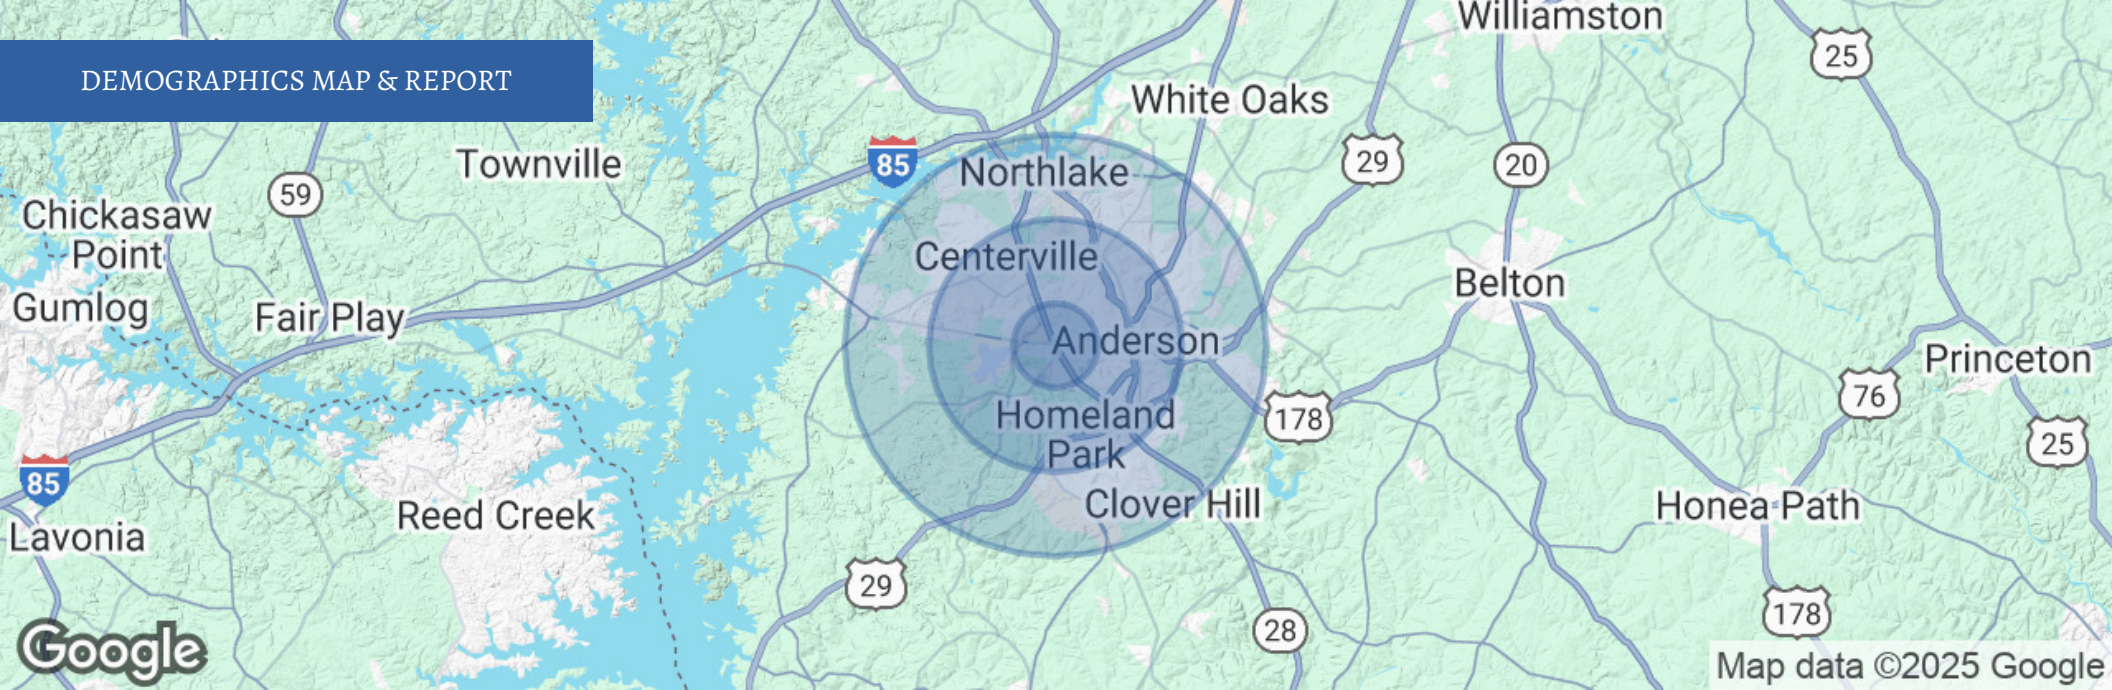 Williamston
25
DEMOGRAPHICS MAP & REPORT
White Oaks
Townville
85
Northlake
29
20
59
Chickasaw
Point
Centerville
Belton
Gumlog
Fair Play
Anderson
Princeton
76
Homeland
Park
178
25
85
Reed Creek
Clover Hill
Honea Path
Lavonia
29
178
28
Google
Map data ©2025 Google